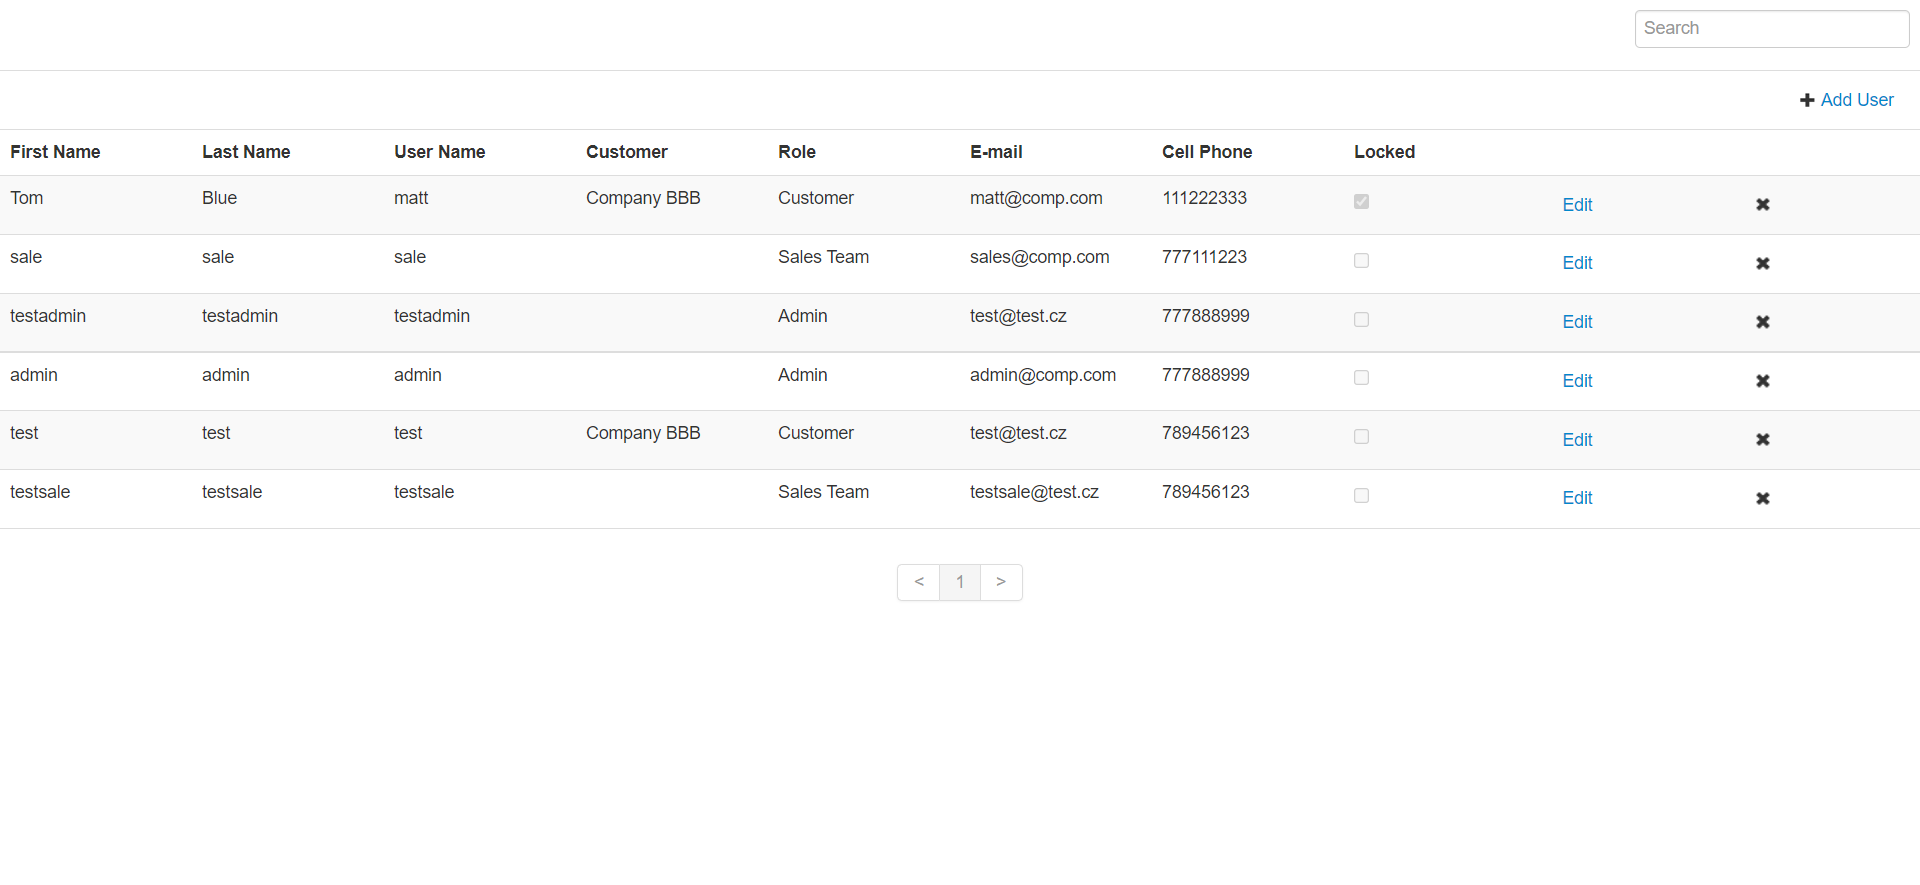 Search
Add User
First Name Last Name User Name Customer Role E-mail Cell Phone Locked
Tom Blue matt Company BBB Customer matt@comp.com 111222333 Edit
sale sale sale Sales Team sales@comp.com 777111223 Edit
testadmin testadmin testadmin Admin test@test.cz 777888999 Edit
admin admin admin Admin admin@comp.com 777888999 Edit
test test test Company BBB Customer test@test.cz 789456123 Edit
testsale testsale testsale Sales Team testsale@test.cz 789456123 Edit
< 1 >